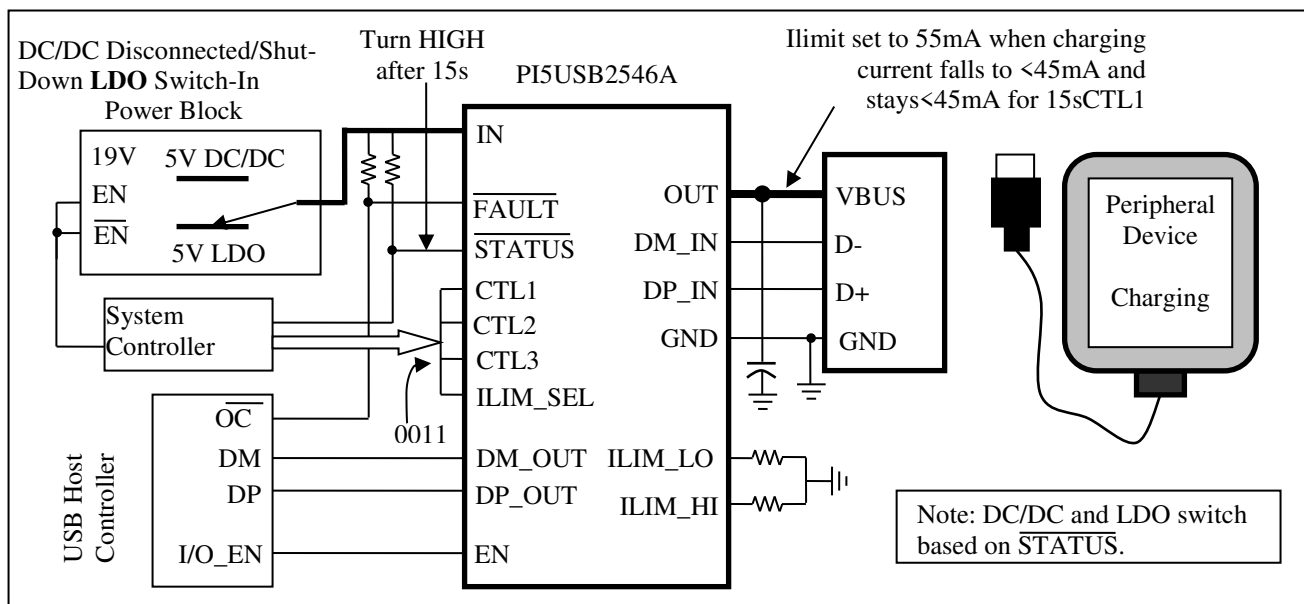 DC/DC Disconnected/Shut-
Down LDO Switch-In
Power Block
Turn HIGH
after 15s
PI5USB2546A
Ilimit set to 55mA when charging
current falls to <45mA and
stays<45mA for 15sCTL1
19V
5V DC/DC
EN
EN
5V LDO
System
Controller
USB Host
Controller
OC
DM
DP
I/O_EN
0011
IN
FAULT
STATUS
CTL1
CTL2
CTL3
ILIM_SEL
DM_OUT
DP_OUT
EN
OUT
DM_IN
DP_IN
GND
ILIM_LO
ILIM_HI
VBUS
D-
D+
GND
Peripheral
Device
Charging
Note: DC/DC and LDO switch
based on STATUS.